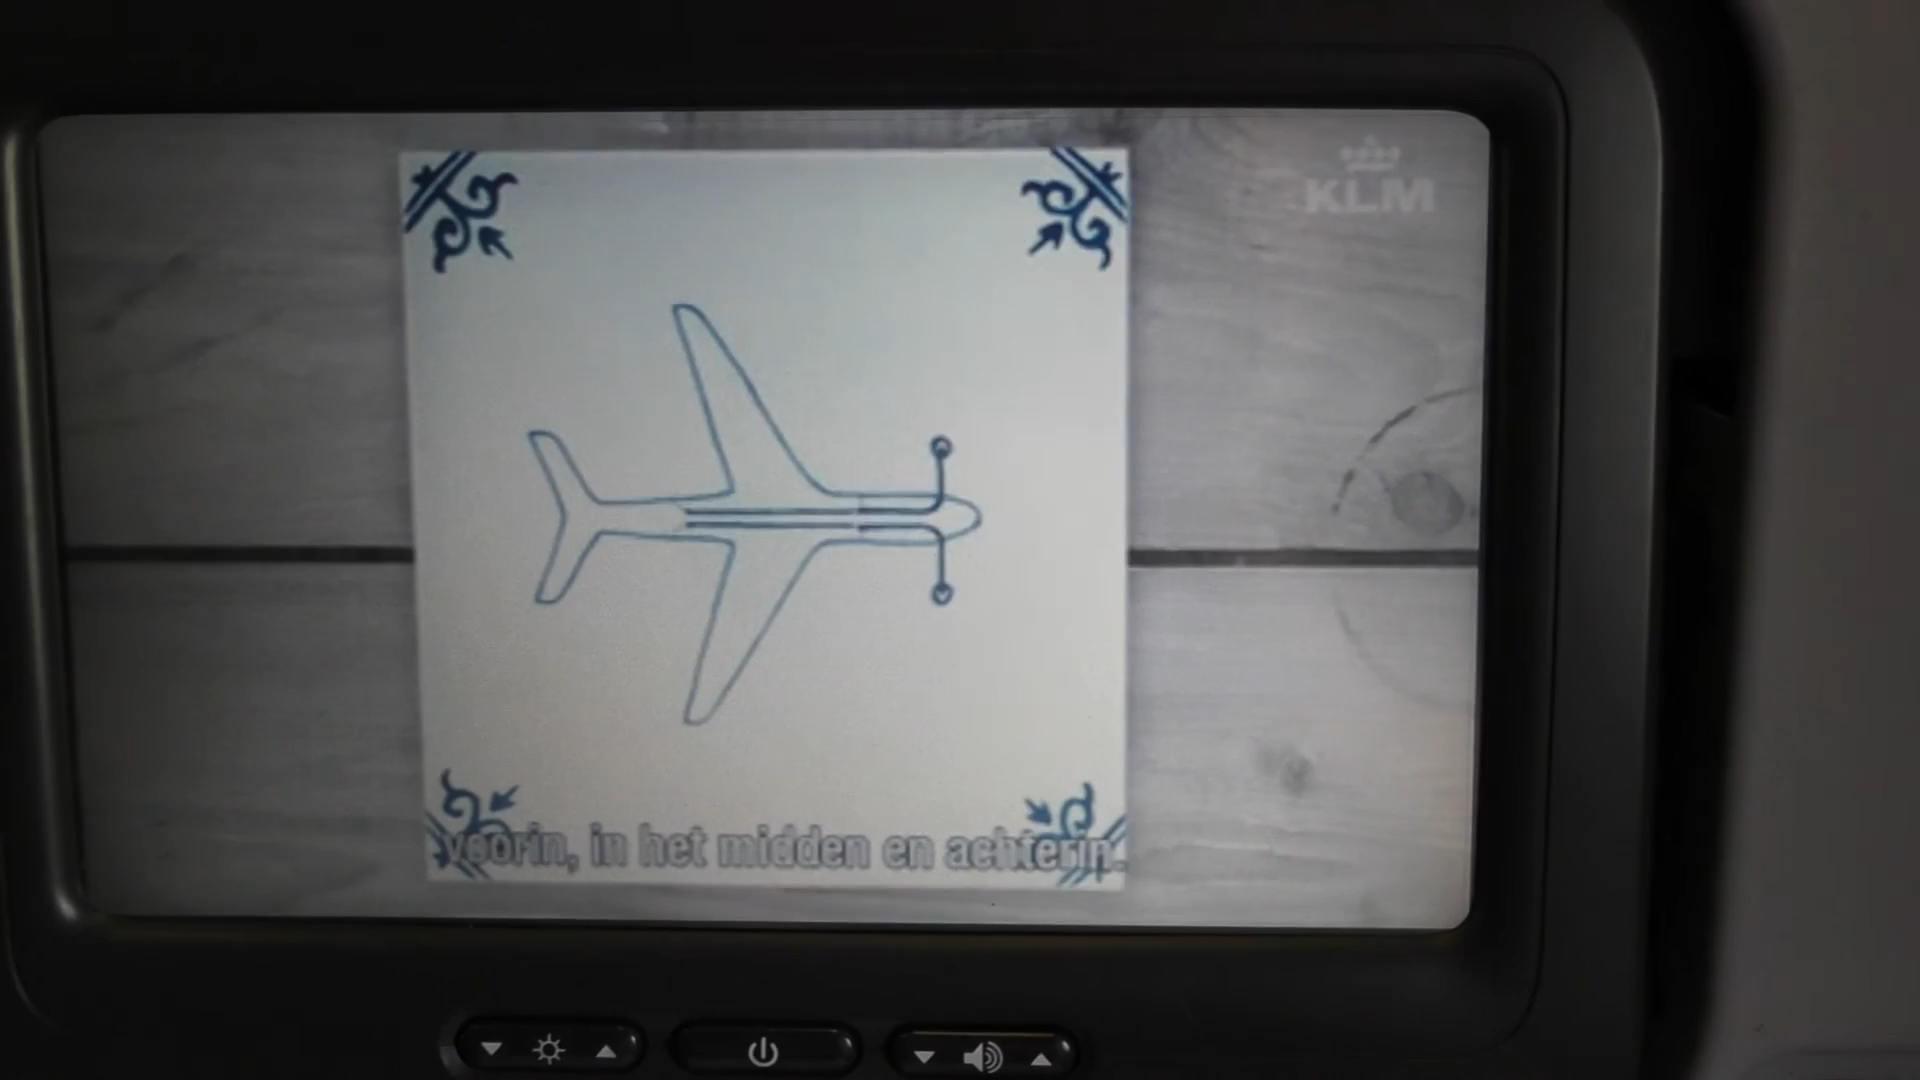 KLM
voorin, in het midden en achterin.